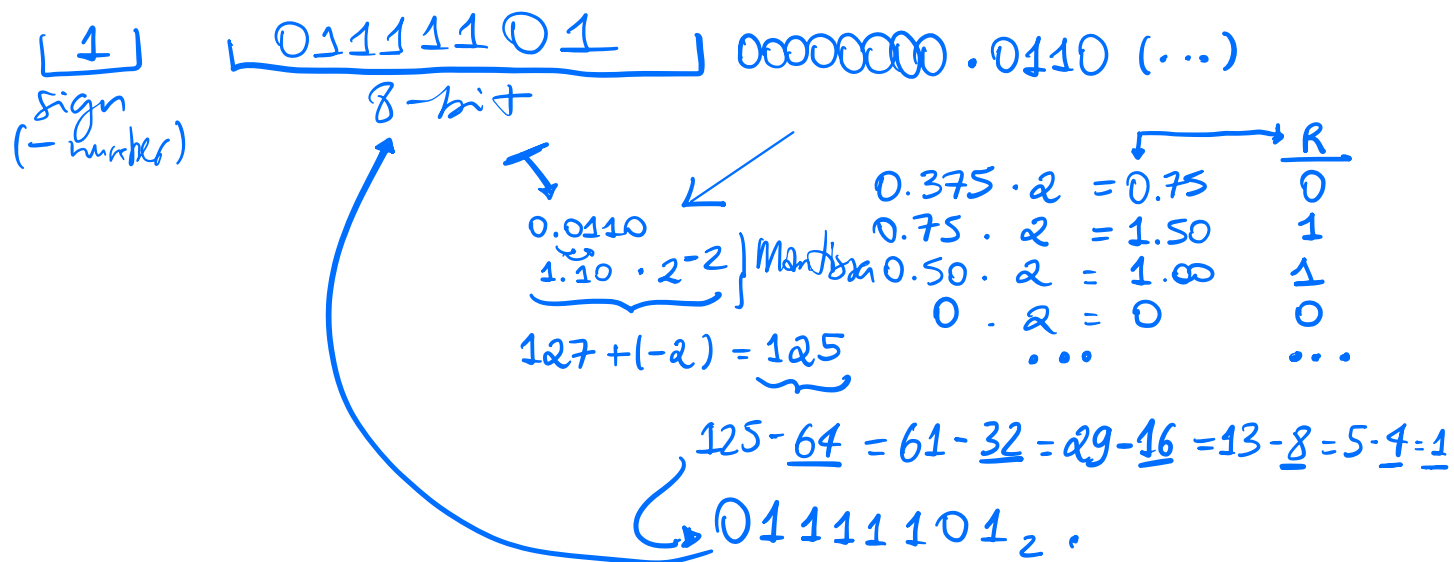 1 01111101 00000000.0110 (...)
sign 8-bit
(- number)
R
0.375 · 2 = 0.75 0
0.0110 0.75 · 2 = 1.50 1
1.10 · 2^-2 } Mantissa 0.50 · 2 = 1.00 1
0 · 2 = 0 0
127 + (-2) = 125 ... ...
125-64 = 61-32 = 29-16 = 13-8 = 5-4 = 1
01111101₂.